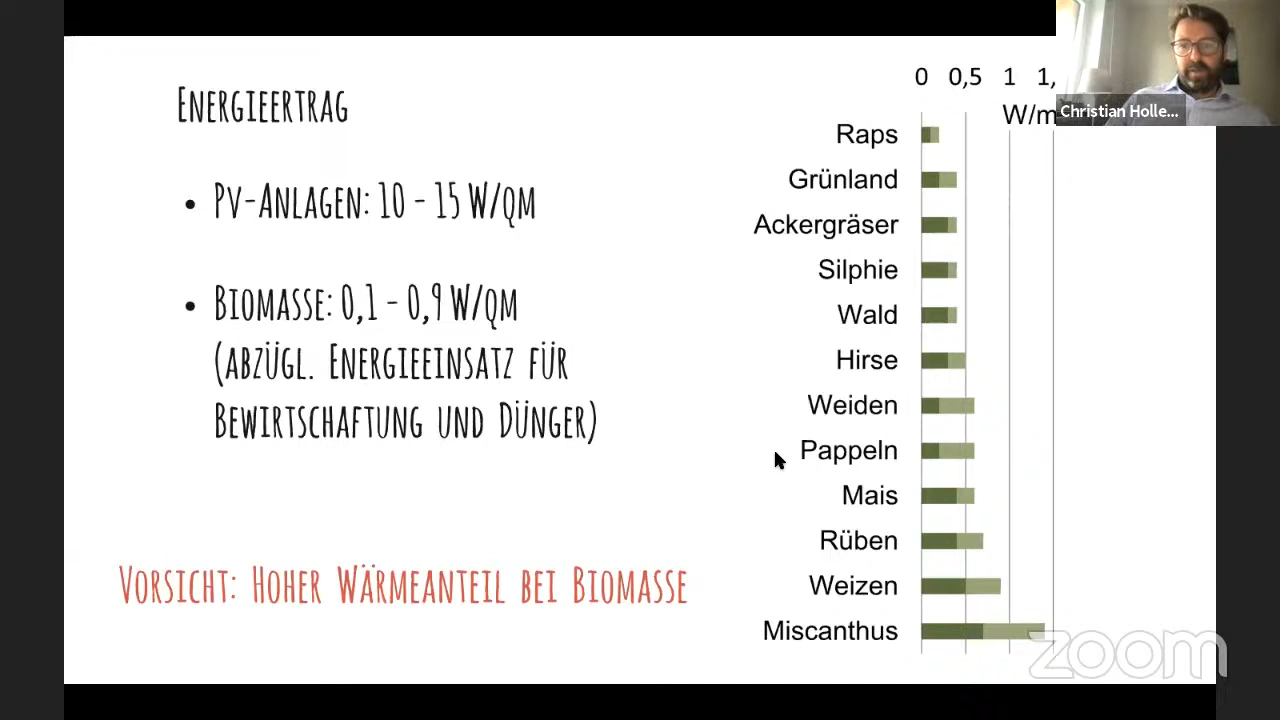 Energieertrag
• PV-Anlagen: 10 – 15 W/qm
• Biomasse: 0,1 – 0,9 W/qm
(abzügl. Energieeinsatz für
Bewirtschaftung und Dünger)
Vorsicht: Hoher Wärmeanteil bei Biomasse
0 0,5 1 1,
W/m
Raps
Grünland
Ackergräser
Silphie
Wald
Hirse
Weiden
Pappeln
Mais
Rüben
Weizen
Miscanthus
Christian Holle...
zoom